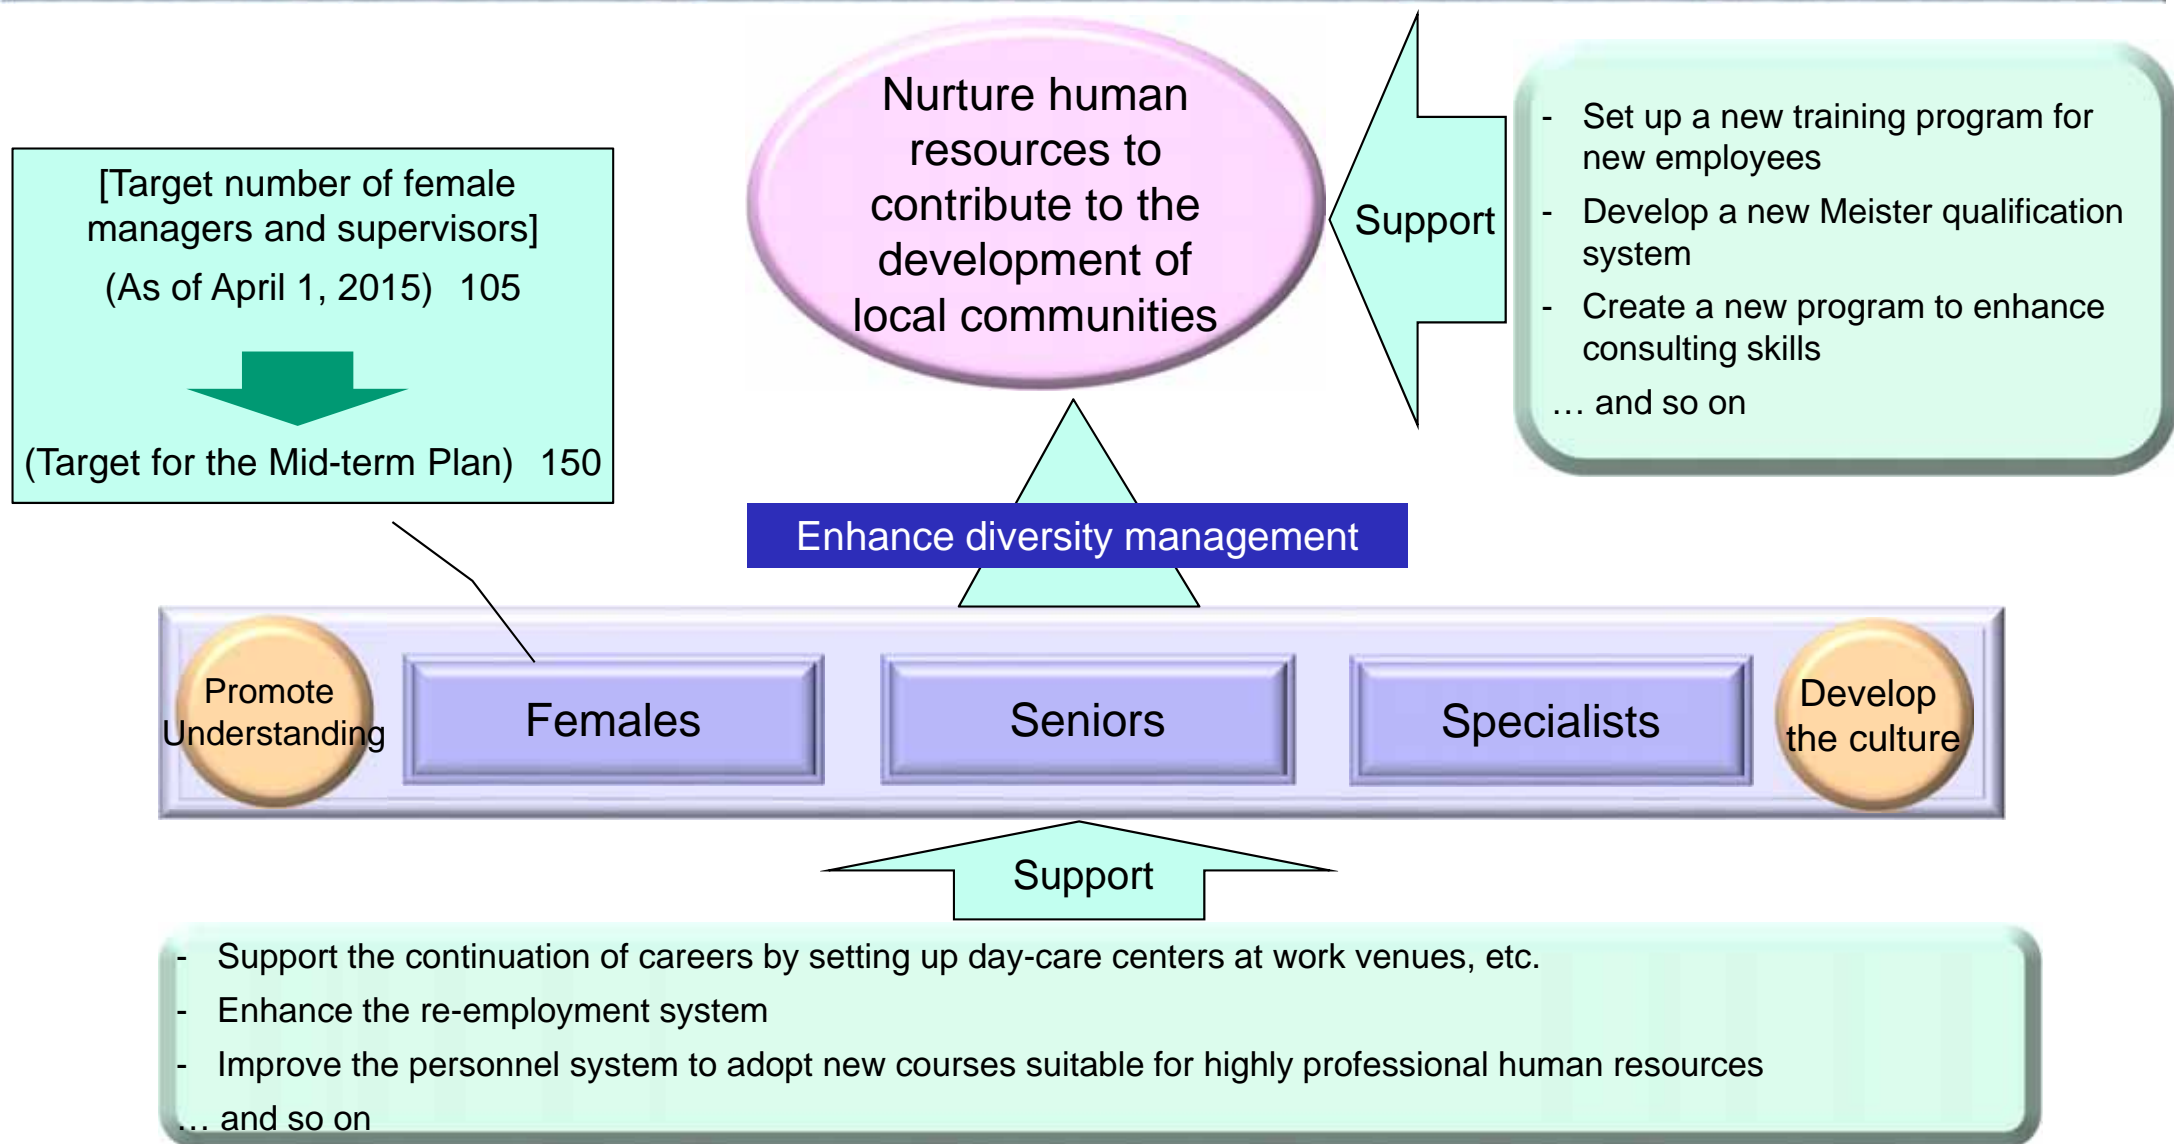 Nurture human
resources to
contribute to the
development of
local communities
Support
- Set up a new training program for
new employees
- Develop a new Meister qualification
system
- Create a new program to enhance
consulting skills
… and so on
[Target number of female
managers and supervisors]
(As of April 1, 2015) 105
(Target for the Mid-term Plan) 150
Enhance diversity management
Promote
Understanding
Females
Seniors
Specialists
Develop
the culture
Support
- Support the continuation of careers by setting up day-care centers at work venues, etc.
- Enhance the re-employment system
- Improve the personnel system to adopt new courses suitable for highly professional human resources
… and so on